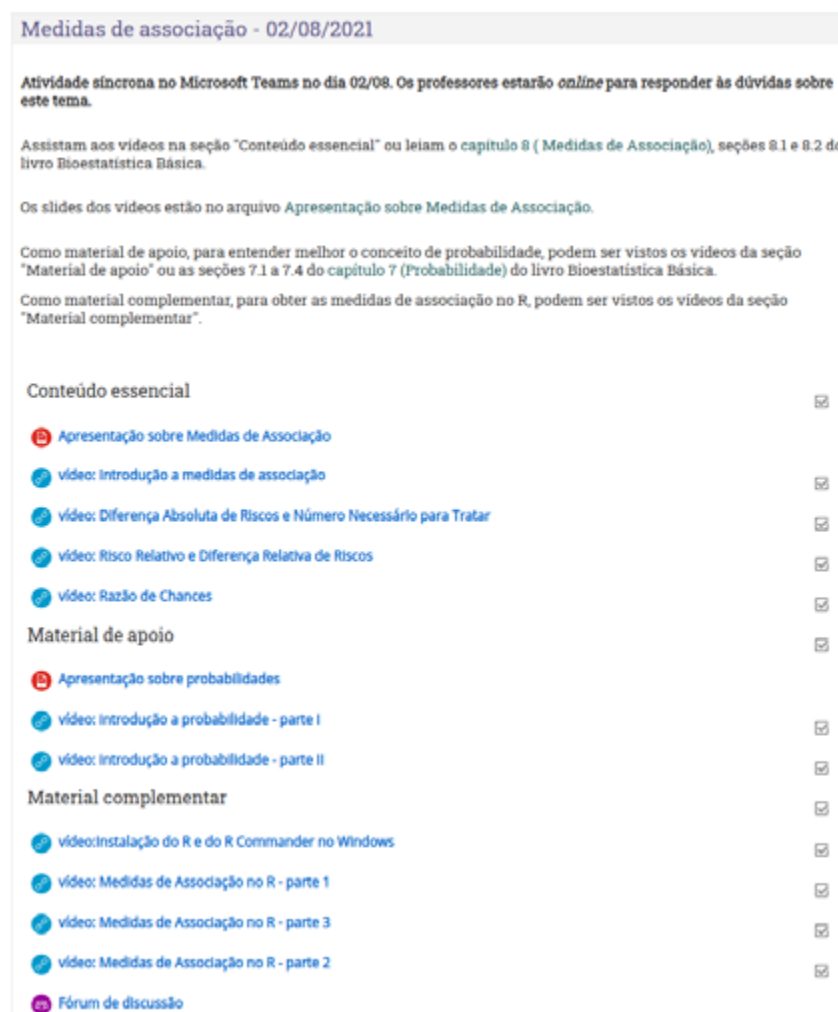 Medidas de associação - 02/08/2021
Atividade síncrona no Microsoft Teams no dia 02/08. Os professores estarão online para responder às dúvidas sobre
este tema.
Assistam aos vídeos na seção "Conteúdo essencial" ou leiam o capítulo 8 ( Medidas de Associação), seções 8.1 e 8.2 do
livro Bioestatística Básica.
Os slides dos vídeos estão no arquivo Apresentação sobre Medidas de Associação.
Como material de apoio, para entender melhor o conceito de probabilidade, podem ser vistos os vídeos da seção
"Material de apoio" ou as seções 7.1 a 7.4 do capítulo 7 (Probabilidade) do livro Bioestatística Básica.
Como material complementar, para obter as medidas de associação no R, podem ser vistos os vídeos da seção
"Material complementar".
Conteúdo essencial
Apresentação sobre Medidas de Associação
vídeo: Introdução a medidas de associação
vídeo: Diferença Absoluta de Riscos e Número Necessário para Tratar
vídeo: Risco Relativo e Diferença Relativa de Riscos
vídeo: Razão de Chances
Material de apoio
Apresentação sobre probabilidades
vídeo: Introdução a probabilidade - parte I
vídeo: Introdução a probabilidade - parte II
Material complementar
vídeo:Instalação do R e do R Commander no Windows
vídeo: Medidas de Associação no R - parte 1
vídeo: Medidas de Associação no R - parte 3
vídeo: Medidas de Associação no R - parte 2
Fórum de discussão